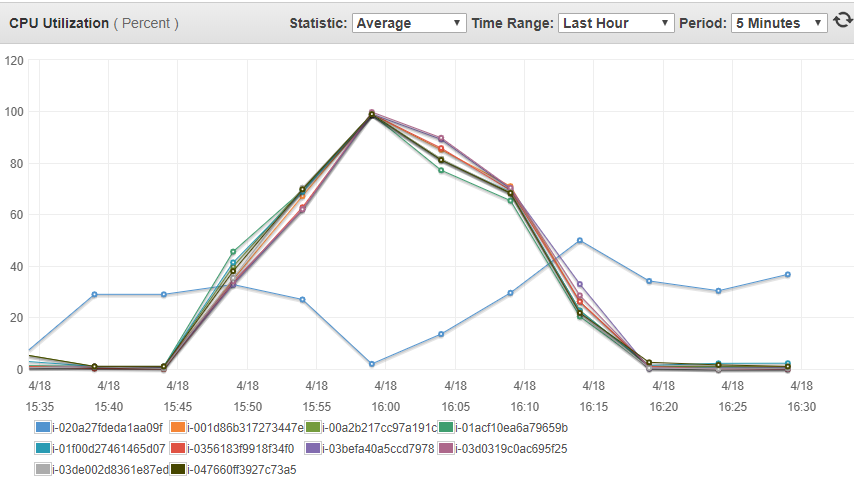 CPU Utilization ( Percent ) Statistic: Average Time Range: Last Hour Period: 5 Minutes
120
100
80
60
40
20
0
4/18 4/18 4/18 4/18 4/18 4/18 4/18 4/18 4/18 4/18 4/18 4/18
15:35 15:40 15:45 15:50 15:55 16:00 16:05 16:10 16:15 16:20 16:25 16:30
i-020a27fdeda1aa09f i-001d86b317273447e i-00a2b217cc97a191c i-01acf10ea6a79659b
i-01f00d27461465d07 i-0356183f9918f34f0 i-03befa40a5ccd7978 i-03d0319c0ac695f25
i-03de002d8361e87ed i-047660ff3927c73a5